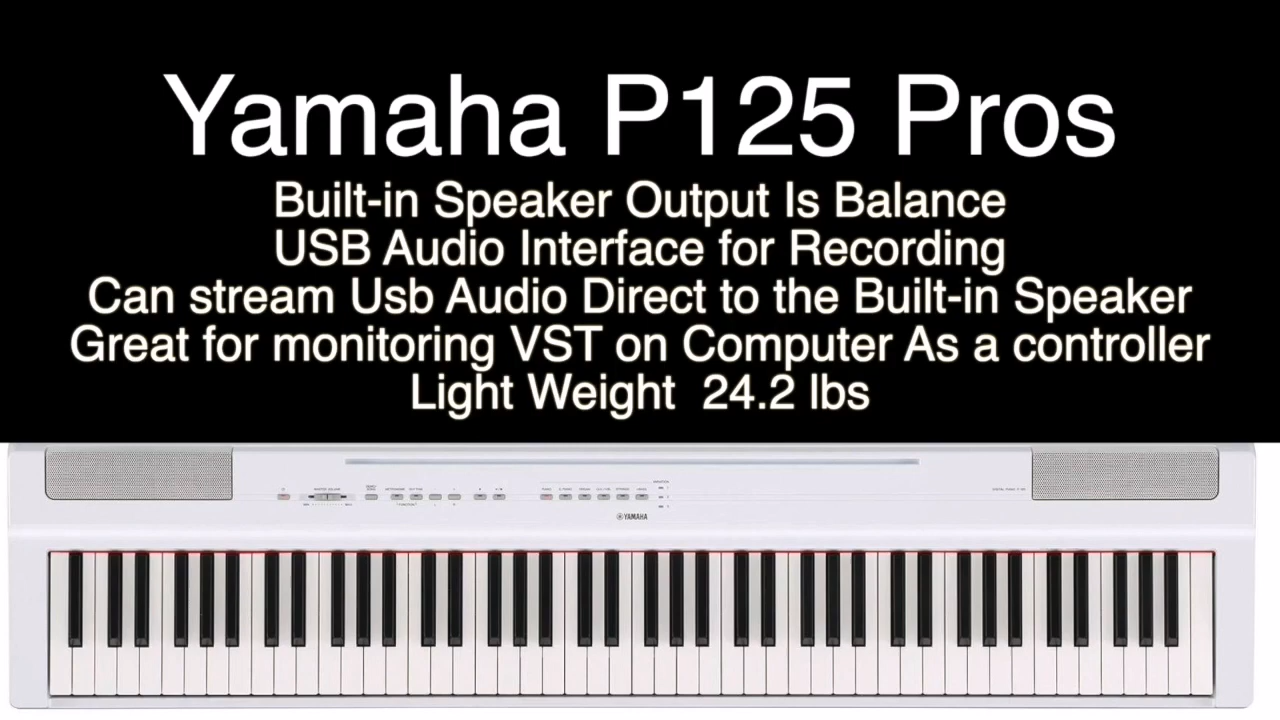 Yamaha P125 Pros
Built-in Speaker Output Is Balance
USB Audio Interface for Recording
Can stream Usb Audio Direct to the Built-in Speaker
Great for monitoring VST on Computer As a controller
Light Weight  24.2 lbs
YAMAHA